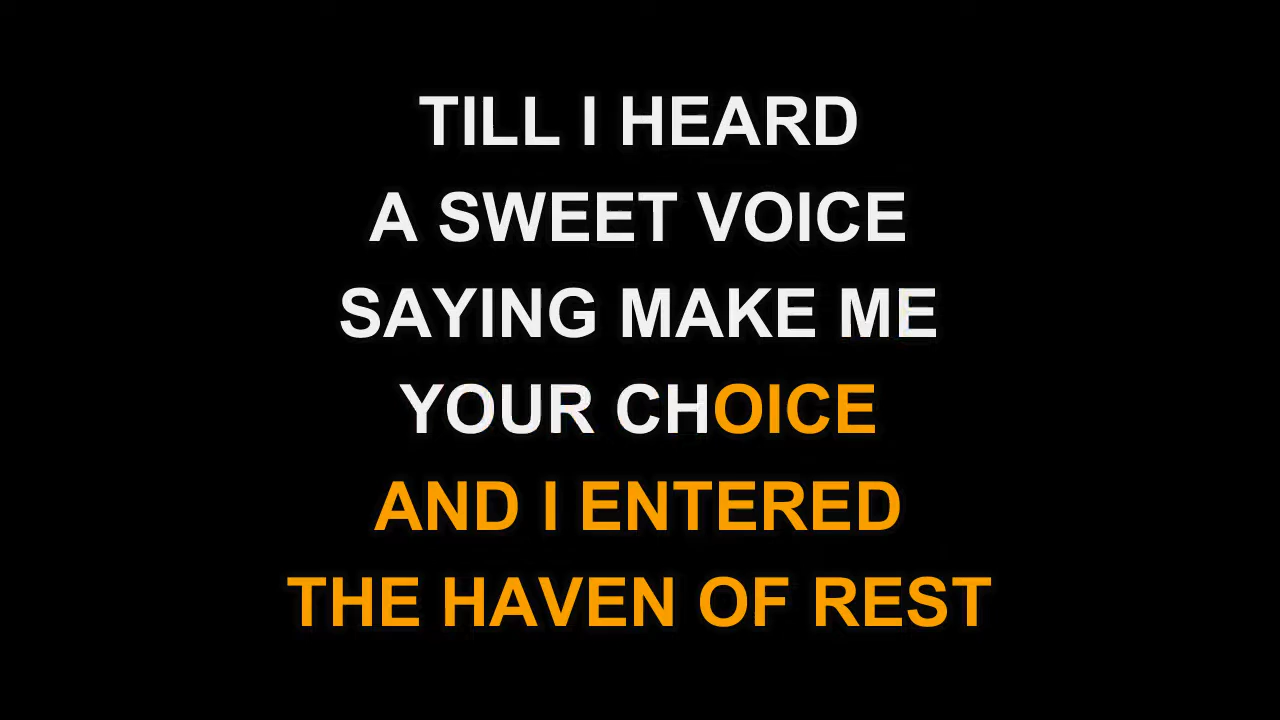 TILL I HEARD
A SWEET VOICE
SAYING MAKE ME
YOUR CHOICE
AND I ENTERED
THE HAVEN OF REST